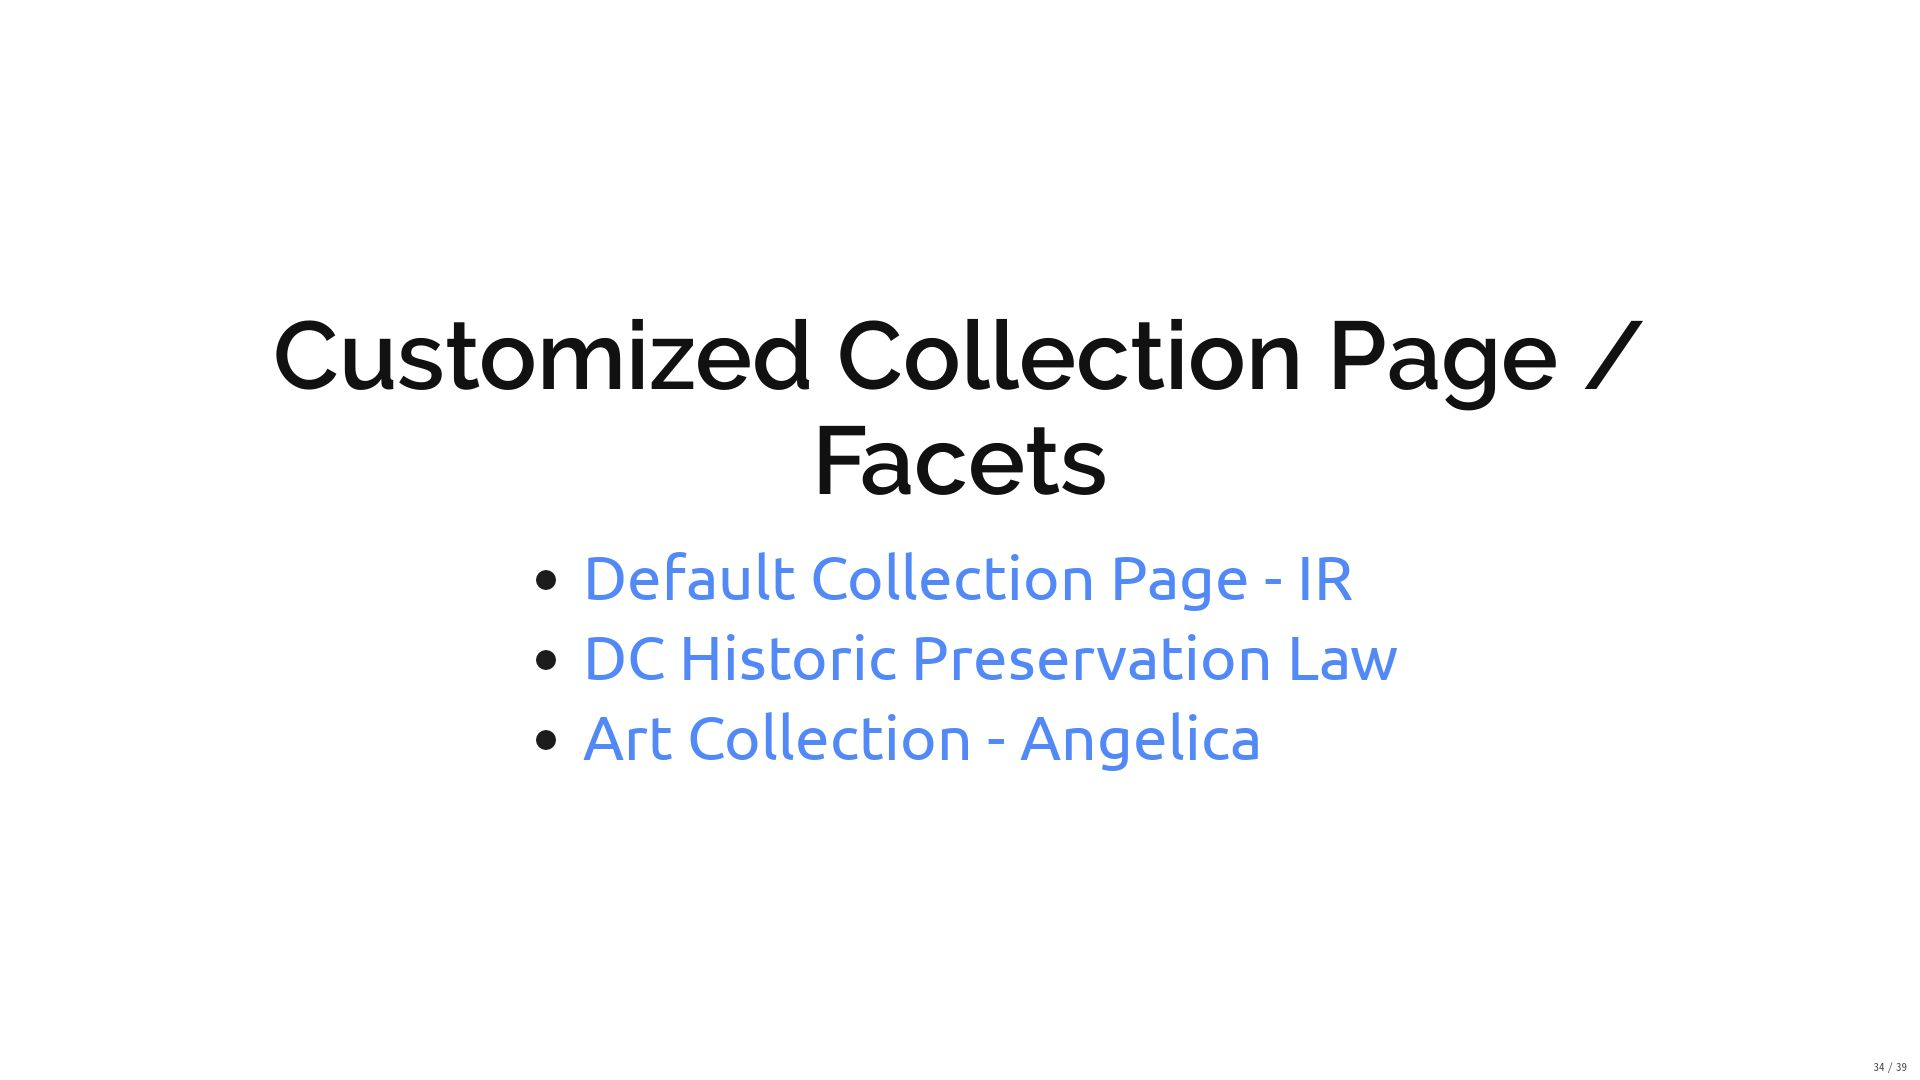 Customized Collection Page /
Facets
Default Collection Page - IR
DC Historic Preservation Law
Art Collection - Angelica
34 / 39